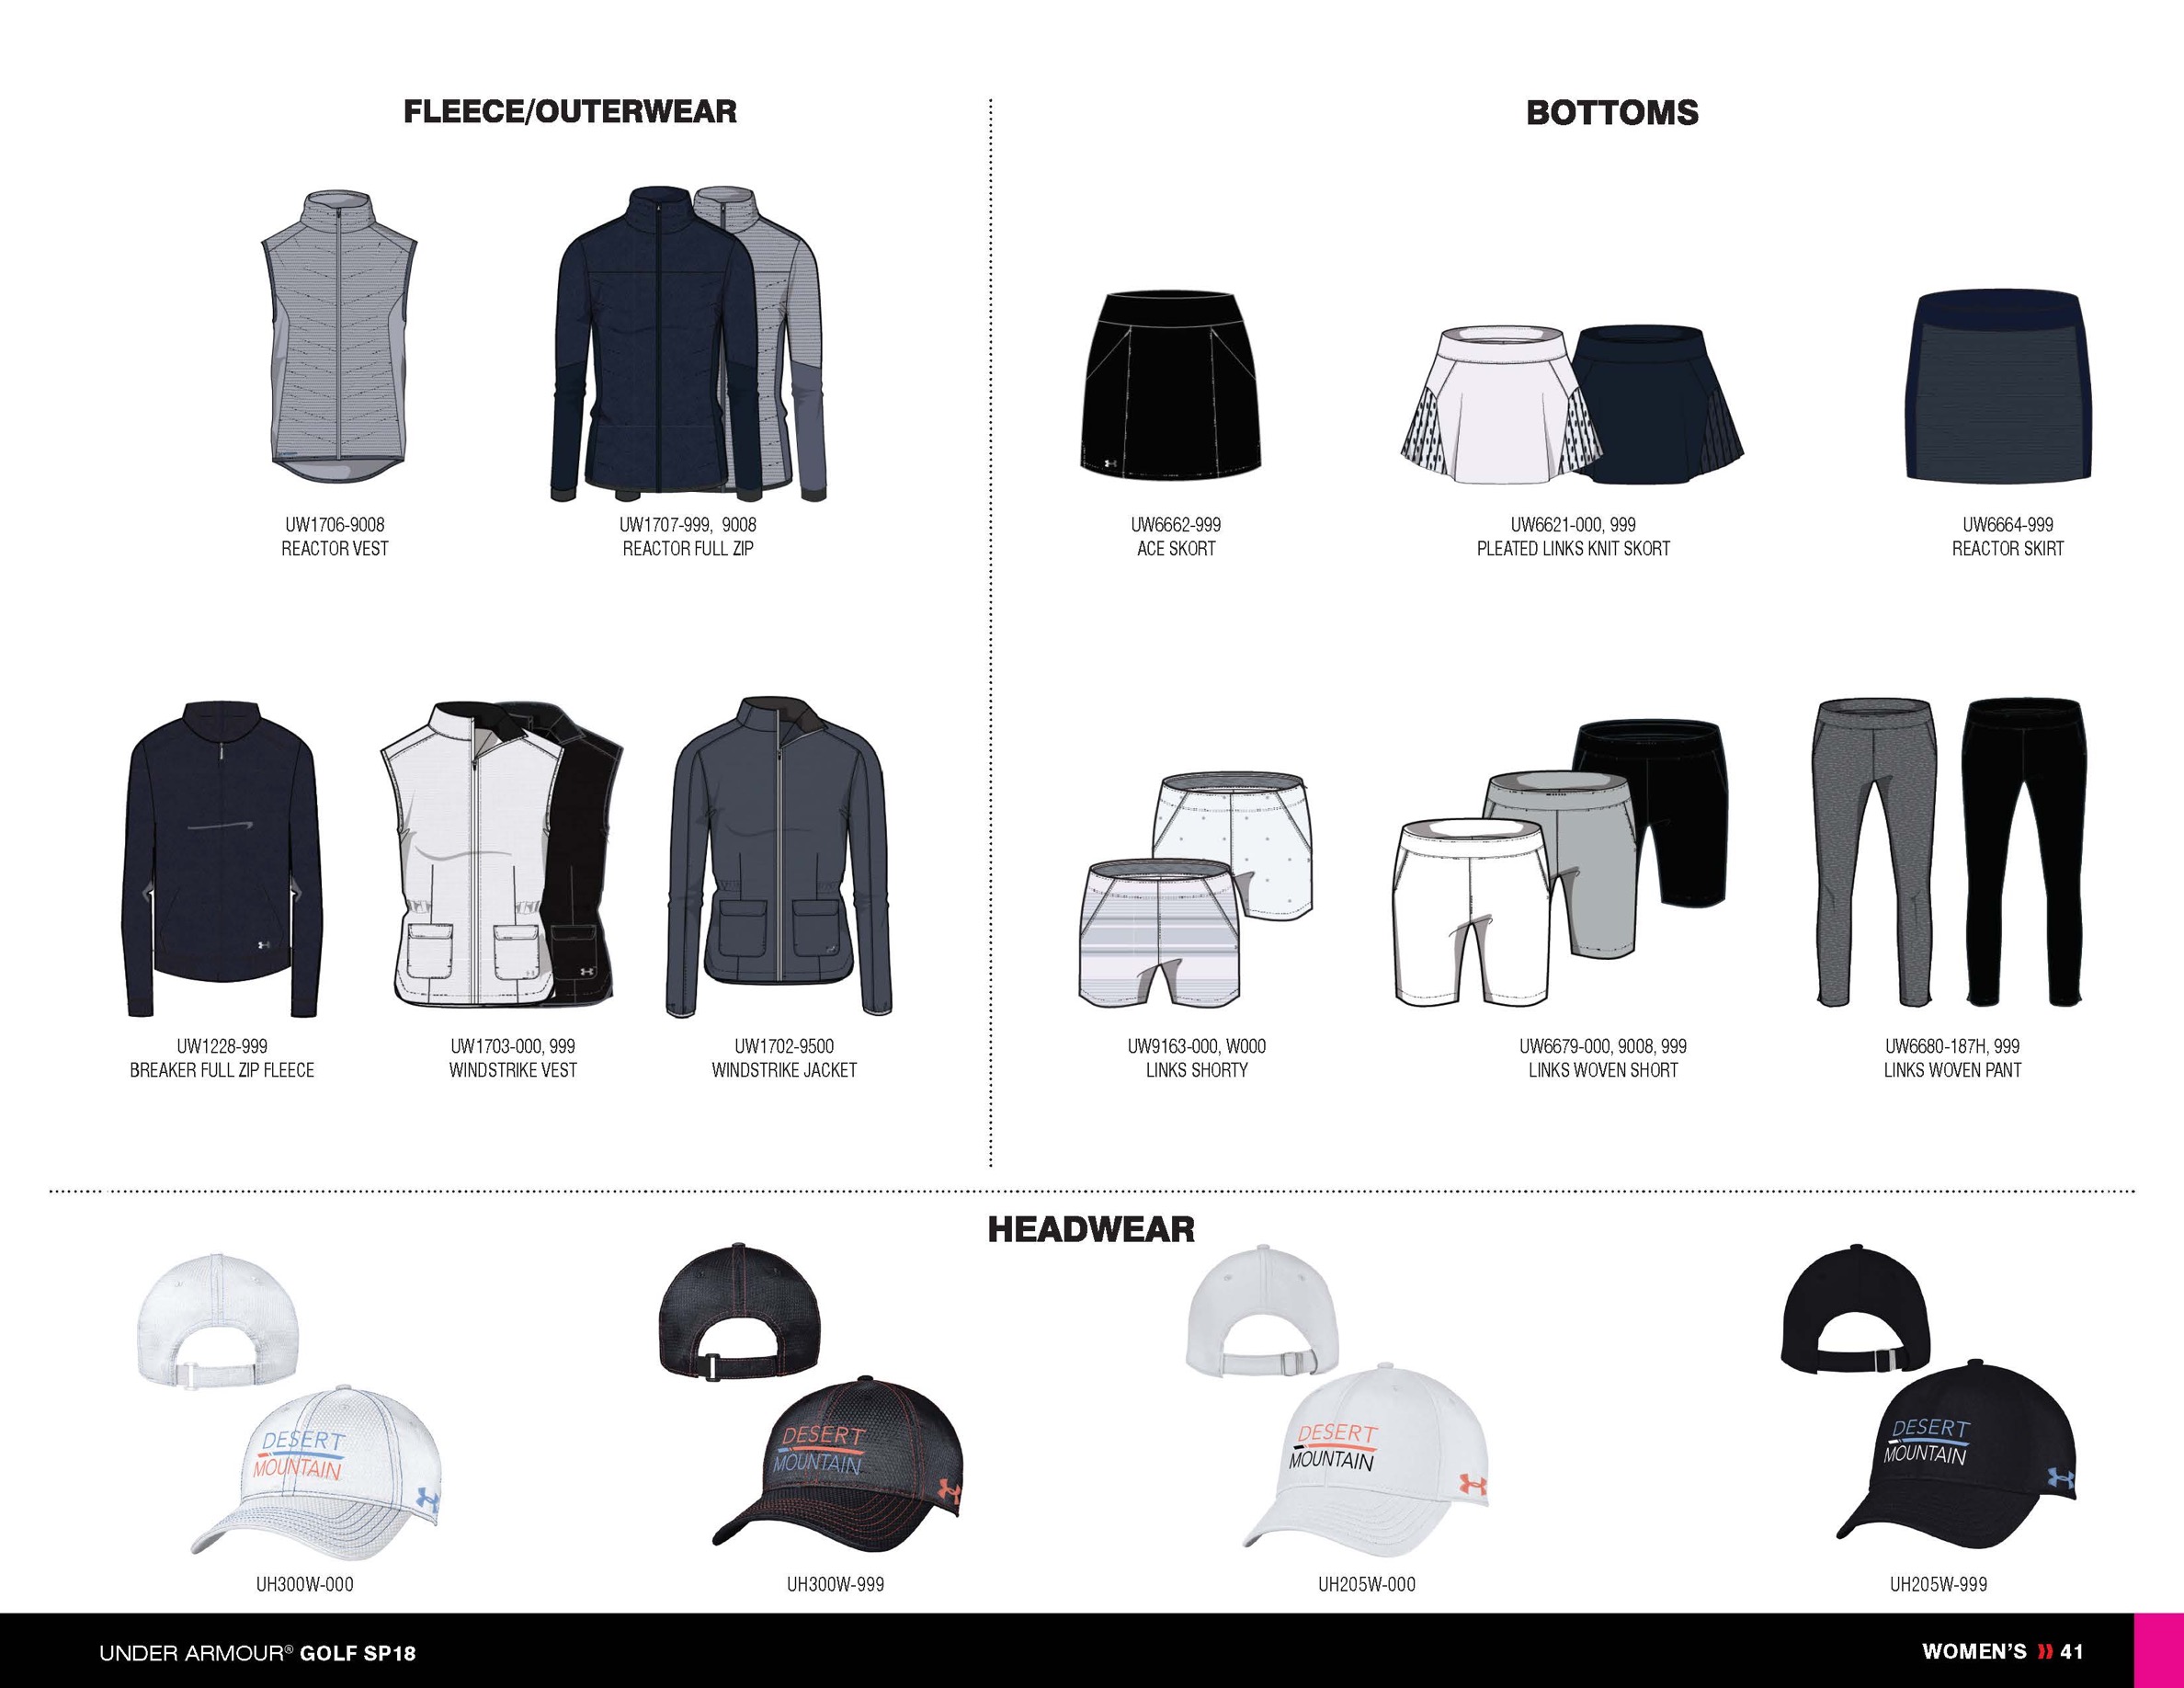 FLEECE/OUTERWEAR
UW1706-9008
REACTOR VEST
UW1707-999, 9008
REACTOR FULL ZIP
UW1228-999
BREAKER FULL ZIP FLEECE
UW1703-000, 999
WINDSTRIKE VEST
UW1702-9500
WINDSTRIKE JACKET
BOTTOMS
UW6662-999
ACE SKORT
UW6621-000, 999
PLEATED LINKS KNIT SKORT
UW6664-999
REACTOR SKIRT
UW9163-000, W000
LINKS SHORTY
UW6679-000, 9008, 999
LINKS WOVEN SHORT
UW6680-187H, 999
LINKS WOVEN PANT
HEADWEAR
DESERT
MOUNTAIN
UH300W-000
DESERT
MOUNTAIN
UH300W-999
DESERT
MOUNTAIN
UH205W-000
DESERT
MOUNTAIN
UH205W-999
UNDER ARMOUR® GOLF SP18
WOMEN'S » 41